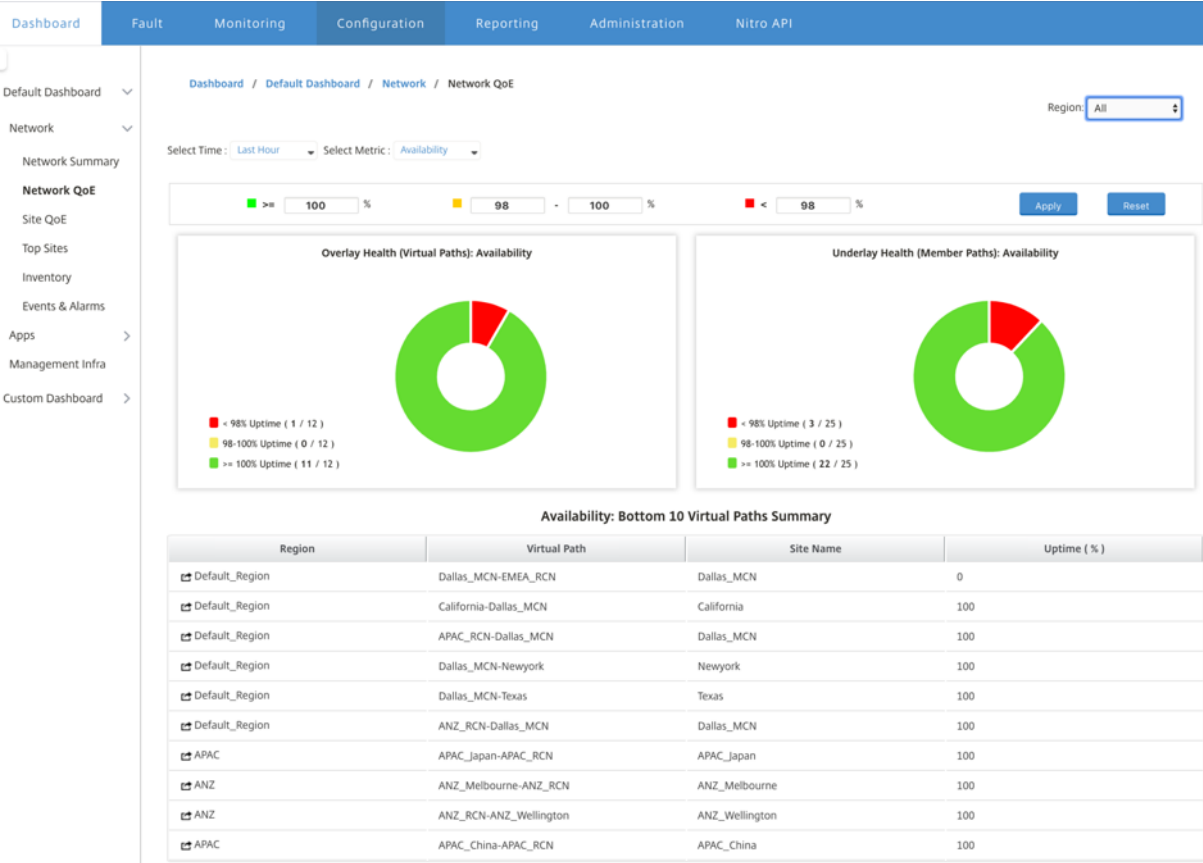 Dashboard Fault Monitoring Configuration Reporting Administration Nitro API
Dashboard / Default Dashboard / Network / Network QoE
Region: All
Default Dashboard
Network
Network Summary
Network QoE
Site QoE
Top Sites
Inventory
Events & Alarms
Apps
Management Infra
Custom Dashboard
Select Time : Last Hour Select Metric : Availability
>= 100 % 98 - 100 % < 98 % Apply Reset
Overlay Health (Virtual Paths): Availability
< 98% Uptime ( 1 / 12 )
98-100% Uptime ( 0 / 12 )
>= 100% Uptime ( 11 / 12 )
Underlay Health (Member Paths): Availability
< 98% Uptime ( 3 / 25 )
98-100% Uptime ( 0 / 25 )
>= 100% Uptime ( 22 / 25 )
Availability: Bottom 10 Virtual Paths Summary
Region Virtual Path Site Name Uptime ( % )
Default_Region Dallas_MCN-EMEA_RCN Dallas_MCN 0
Default_Region California-Dallas_MCN California 100
Default_Region APAC_RCN-Dallas_MCN Dallas_MCN 100
Default_Region Dallas_MCN-Newyork Newyork 100
Default_Region Dallas_MCN-Texas Texas 100
Default_Region ANZ_RCN-Dallas_MCN Dallas_MCN 100
APAC APAC_Japan-APAC_RCN APAC_Japan 100
ANZ ANZ_Melbourne-ANZ_RCN ANZ_Melbourne 100
ANZ ANZ_RCN-ANZ_Wellington ANZ_Wellington 100
APAC APAC_China-APAC_RCN APAC_China 100